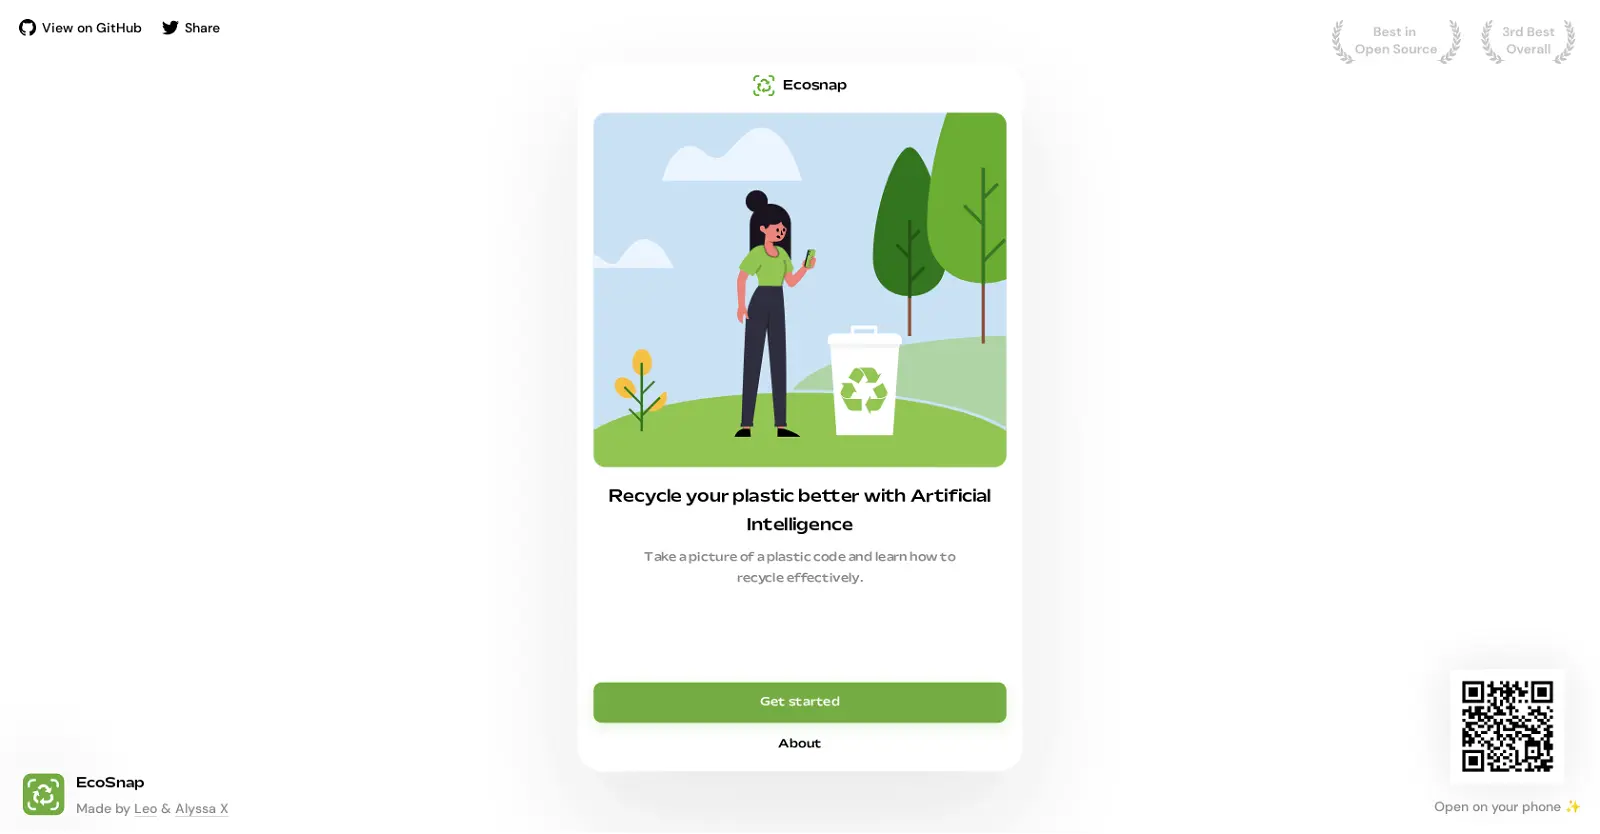 View on GitHub
Share
Best in
Open Source
3rd Best
Overall
Ecosnap
Recycle your plastic better with Artificial
Intelligence
Take a picture of a plastic code and learn how to
recycle effectively.
Get started
About
EcoSnap
Made by Leo & Alyssa X
Open on your phone ✨